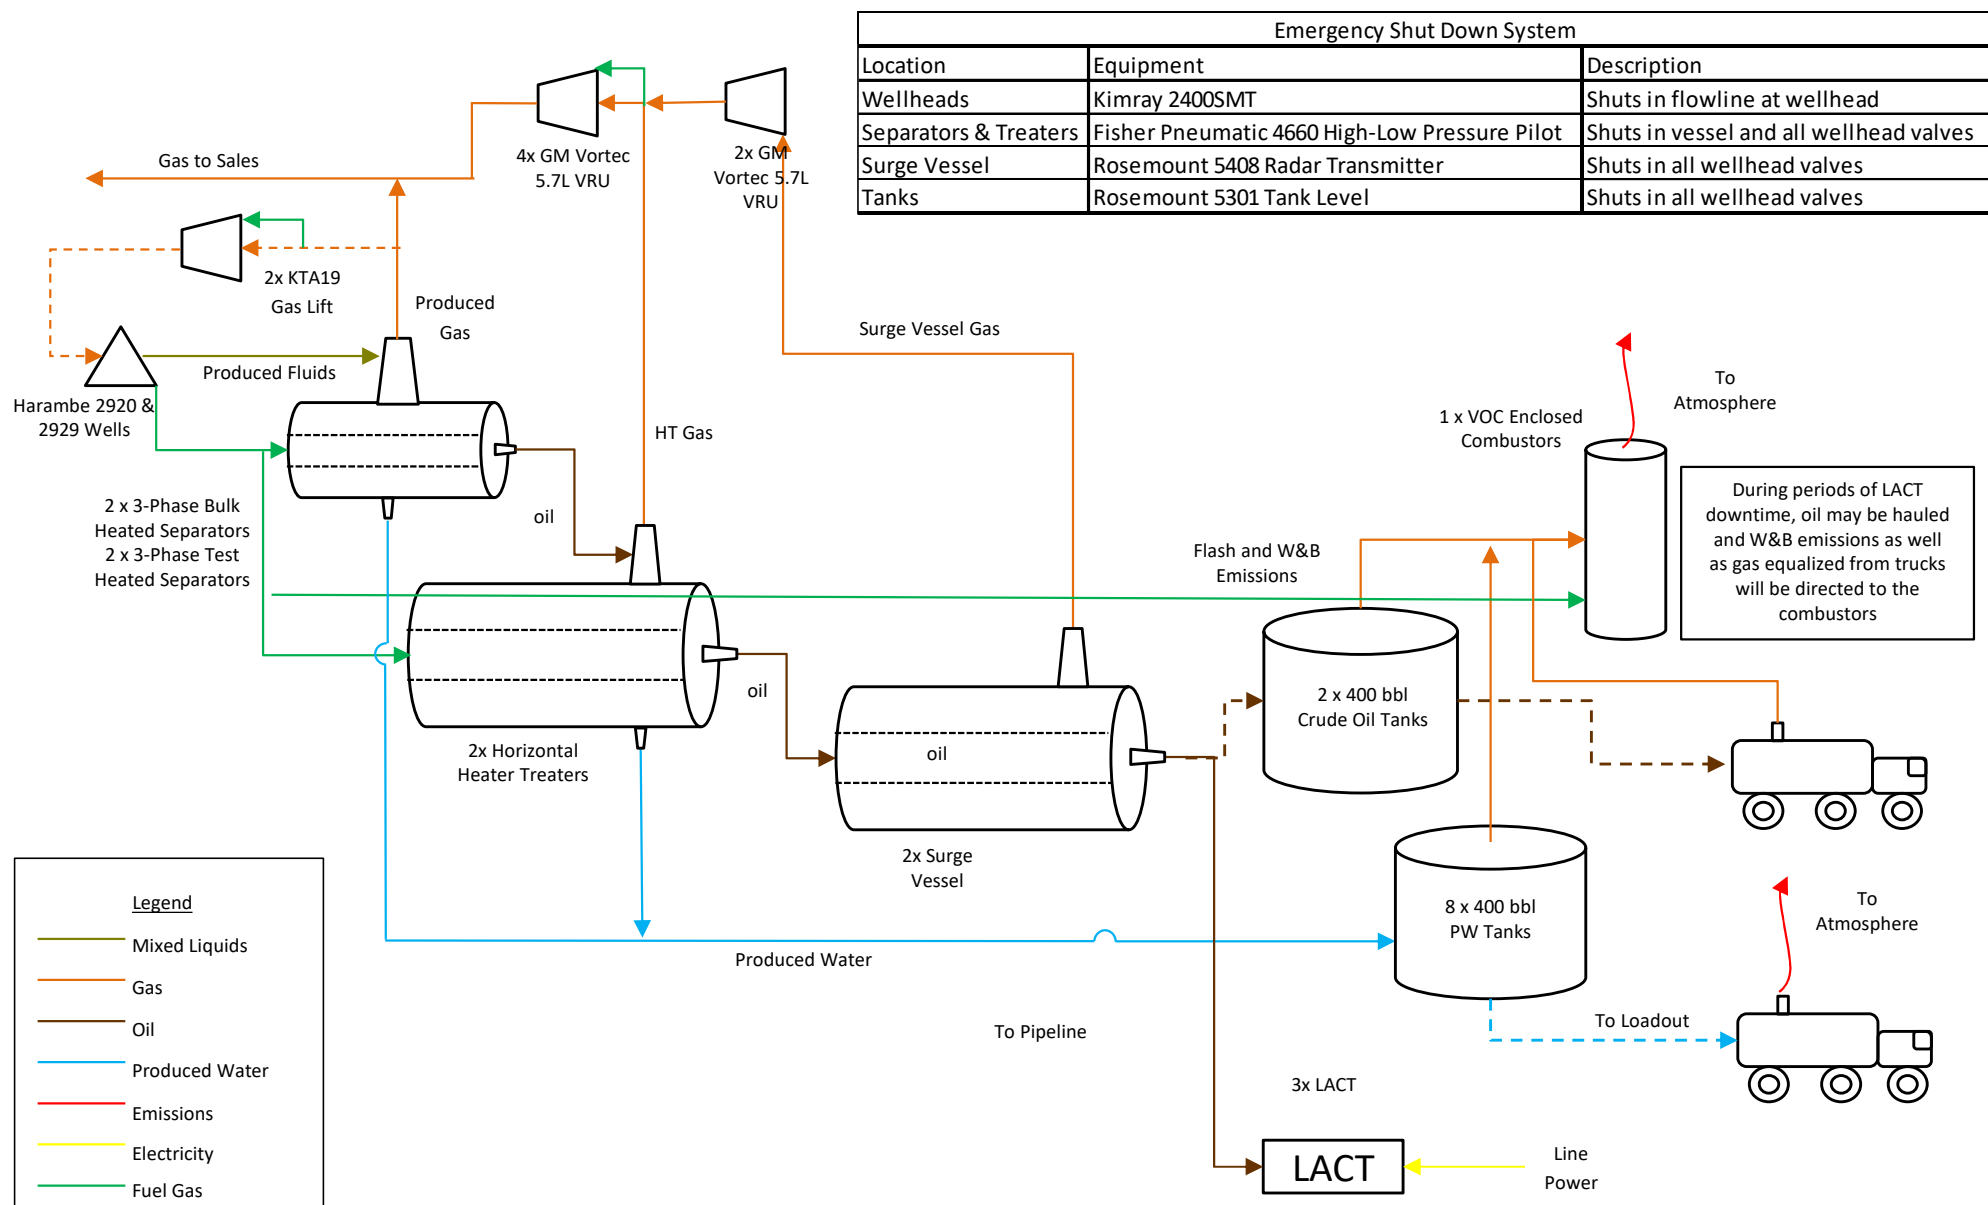 Emergency Shut Down System
Location Equipment Description
Wellheads Kimray 2400SMT Shuts in flowline at wellhead
Separators & Treaters Fisher Pneumatic 4660 High-Low Pressure Pilot Shuts in vessel and all wellhead valves
Surge Vessel Rosemount 5408 Radar Transmitter Shuts in all wellhead valves
Tanks Rosemount 5301 Tank Level Shuts in all wellhead valves
Gas to Sales
4x GM Vortec
5.7L VRU
2x GM
Vortec 5.7L
VRU
2x KTA19
Gas Lift
Produced
Gas
Surge Vessel Gas
Produced Fluids
Harambe 2920 &
2929 Wells
HT Gas
To
Atmosphere
1 x VOC Enclosed
Combustors
2 x 3-Phase Bulk
Heated Separators
2 x 3-Phase Test
Heated Separators
oil
Flash and W&B
Emissions
During periods of LACT
downtime, oil may be hauled
and W&B emissions as well
as gas equalized from trucks
will be directed to the
combustors
oil
2 x 400 bbl
Crude Oil Tanks
2x Horizontal
Heater Treaters
oil
2x Surge
Vessel
8 x 400 bbl
PW Tanks
To
Atmosphere
Produced Water
To Pipeline
To Loadout
3x LACT
LACT
Line
Power
Legend
Mixed Liquids
Gas
Oil
Produced Water
Emissions
Electricity
Fuel Gas